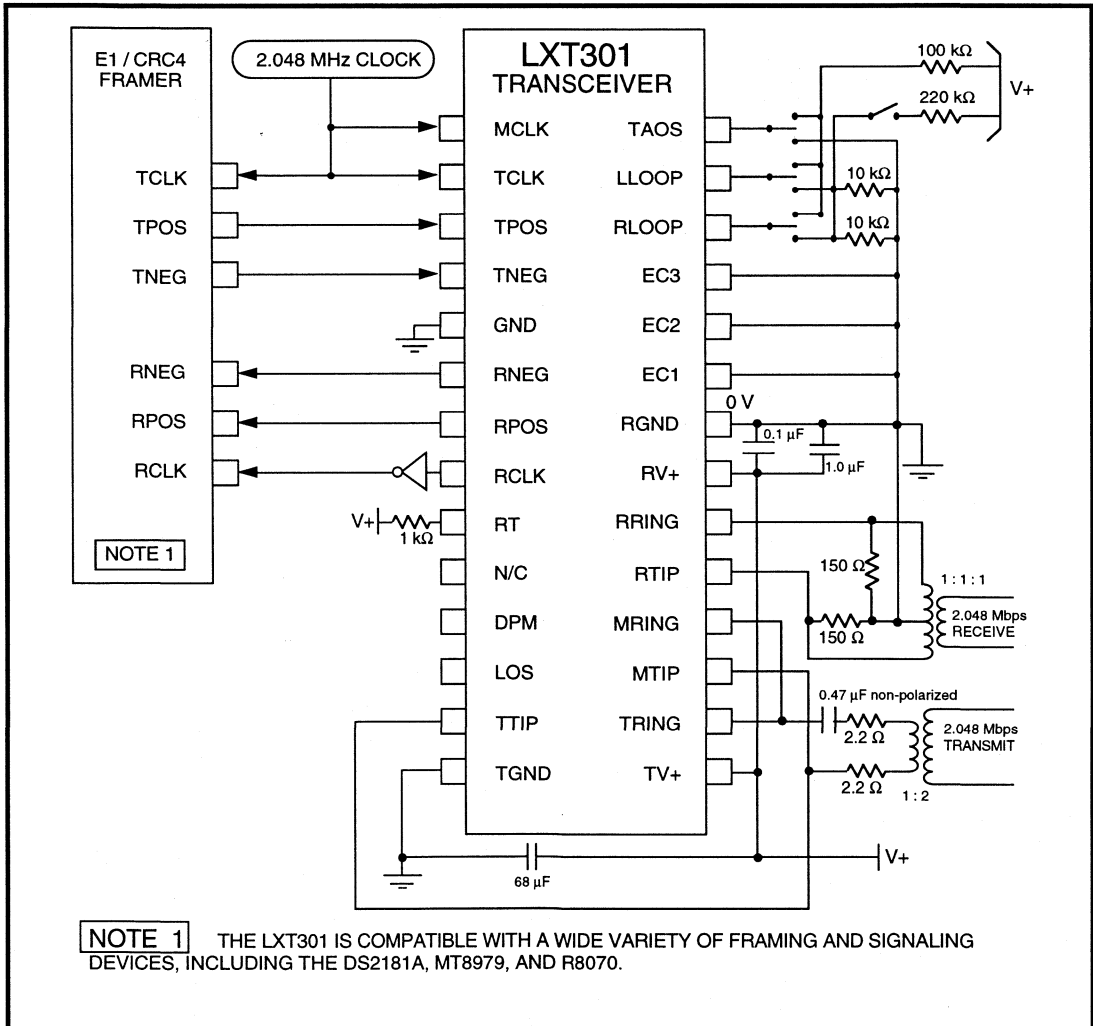 E1 / CRC4
FRAMER
TCLK
TPOS
TNEG
RNEG
RPOS
RCLK
NOTE 1
2.048 MHz CLOCK
LXT301
TRANSCEIVER
MCLK
TCLK
TPOS
TNEG
GND
RNEG
RPOS
RCLK
RT
N/C
DPM
LOS
TTIP
TGND
V+
1 kΩ
TAOS
LLOOP
RLOOP
EC3
EC2
EC1
RGND
RV+
RRING
RTIP
MRING
MTIP
TRING
TV+
100 kΩ
220 kΩ
V+
10 kΩ
10 kΩ
0 V
0.1 µF
1.0 µF
150 Ω
150 Ω
1 : 1 : 1
2.048 Mbps
RECEIVE
0.47 µF non-polarized
2.2 Ω
2.2 Ω
2.048 Mbps
TRANSMIT
1 : 2
68 µF
V+
NOTE 1 THE LXT301 IS COMPATIBLE WITH A WIDE VARIETY OF FRAMING AND SIGNALING
DEVICES, INCLUDING THE DS2181A, MT8979, AND R8070.